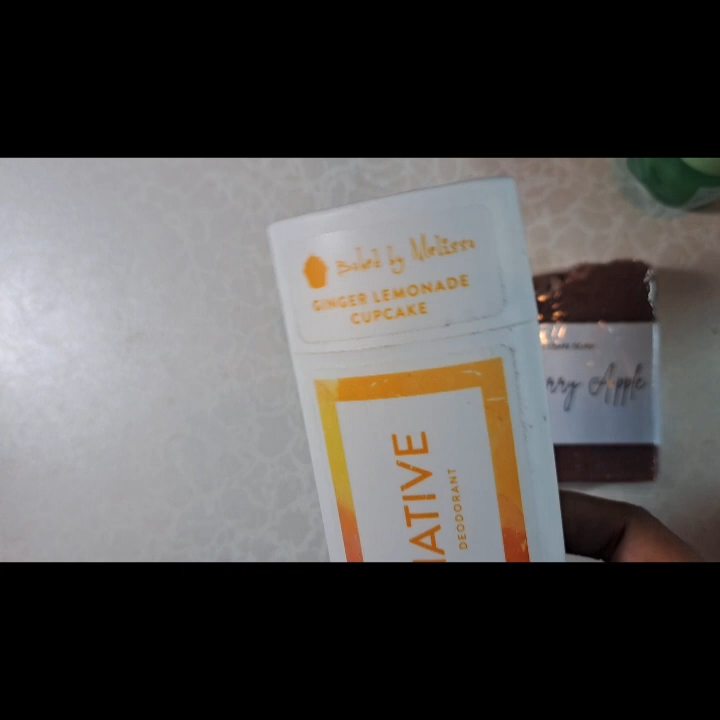 Baked by Melissa
GINGER LEMONADE
CUPCAKE
NATIVE
DEODORANT
Apple